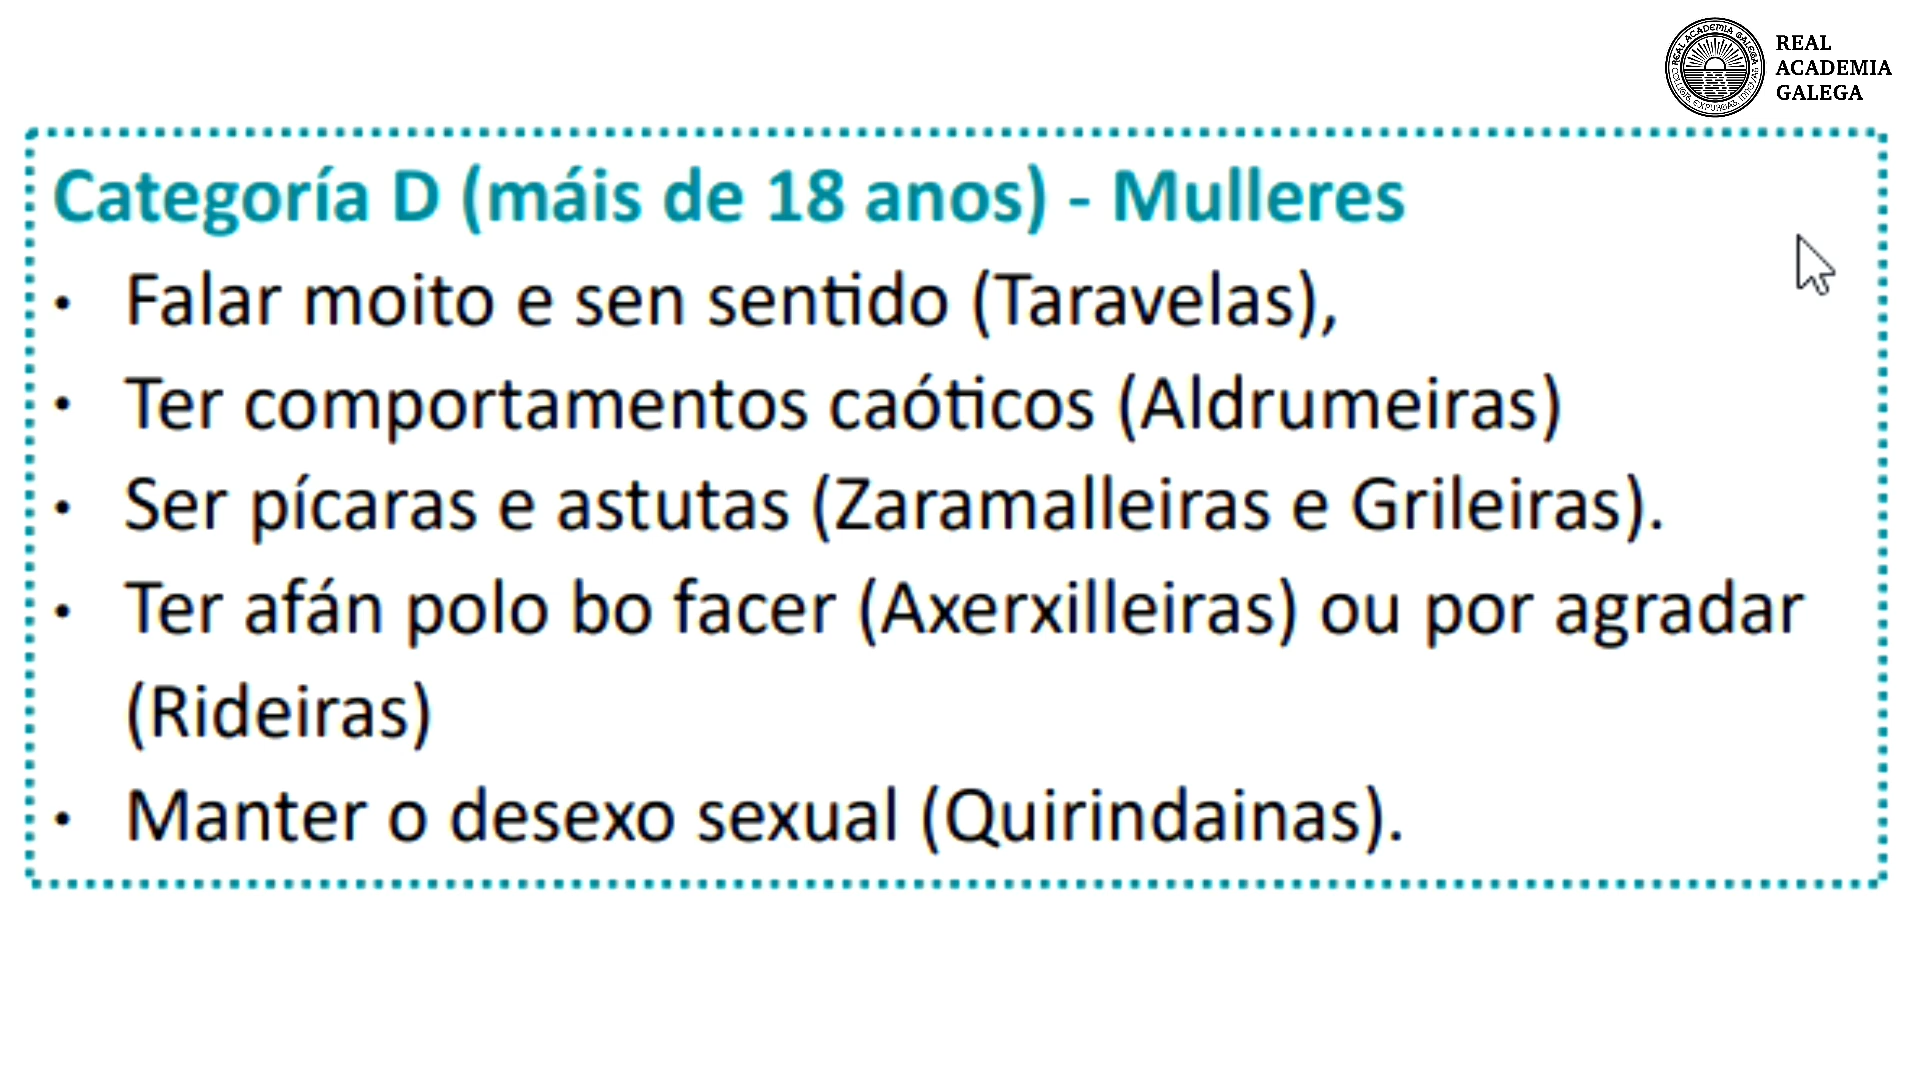 REAL
ACADEMIA
GALEGA
Categoría D (máis de 18 anos) - Mulleres
• Falar moito e sen sentido (Taravelas),
• Ter comportamentos caóticos (Aldrumeiras)
• Ser pícaras e astutas (Zaramalleiras e Grileiras).
• Ter afán polo bo facer (Axerxilleiras) ou por agradar
(Rideiras)
• Manter o desexo sexual (Quirindainas).